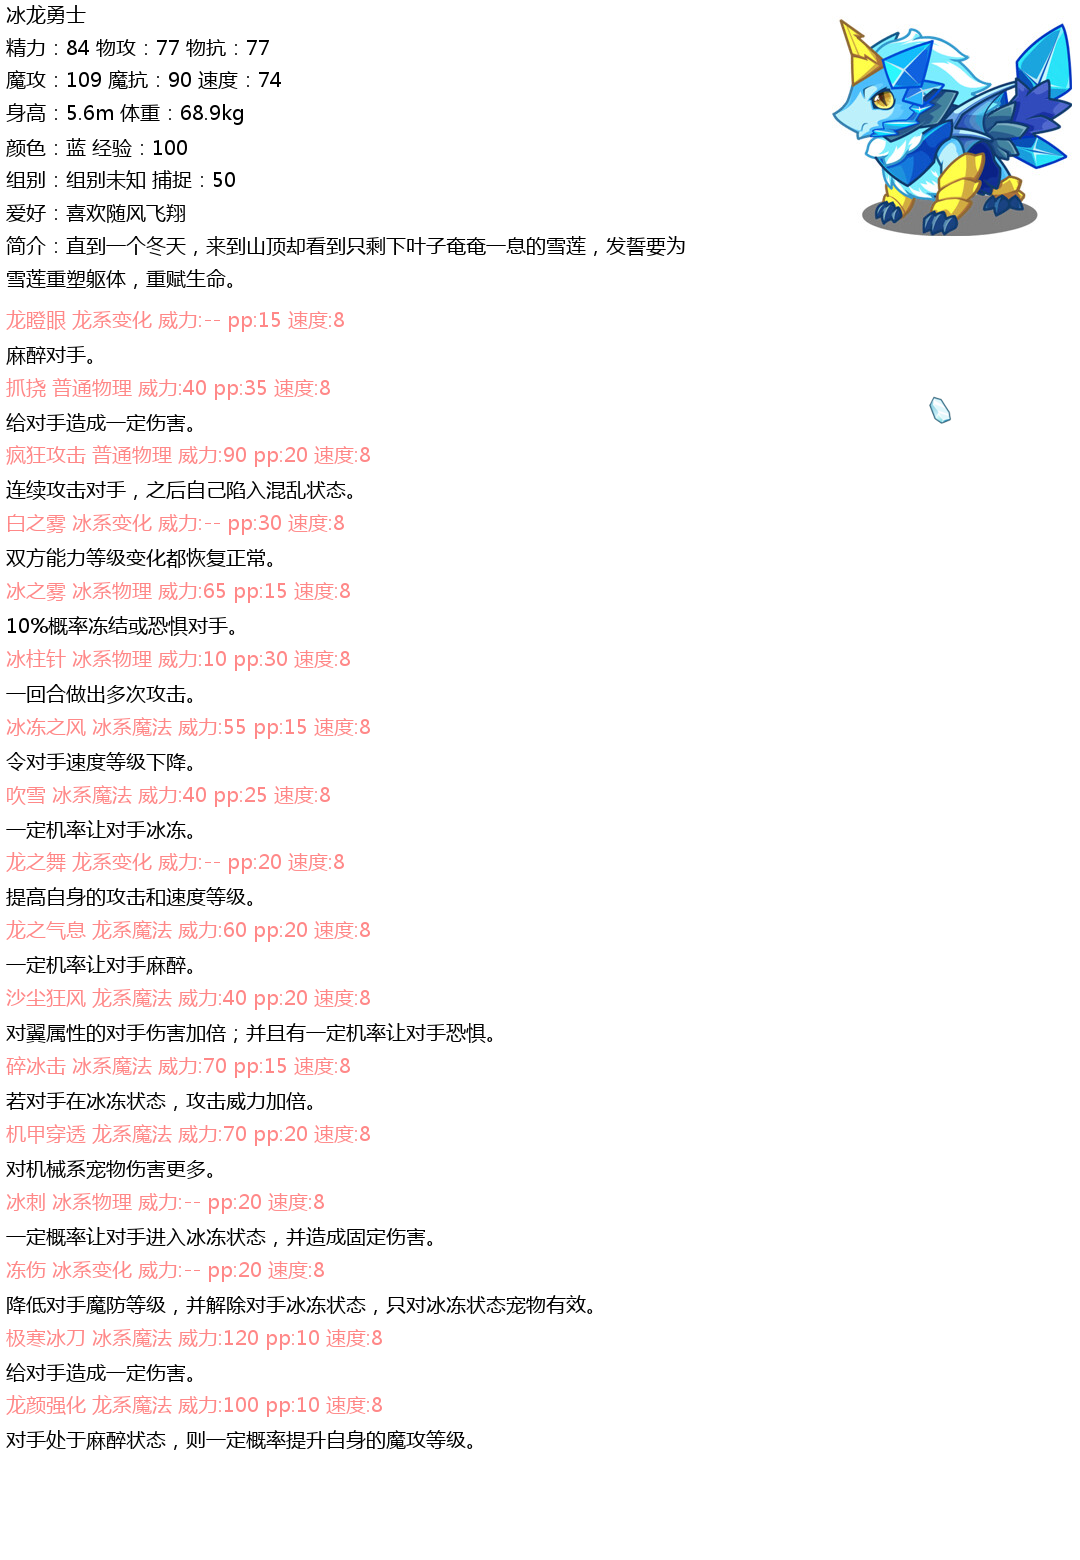 冰龙勇士
精力：84 物攻：77 物抗：77
魔攻：109 魔抗：90 速度：74
身高：5.6m 体重：68.9kg
颜色：蓝 经验：100
组别：组别未知 捕捉：50
爱好：喜欢随风飞翔
简介：直到一个冬天，来到山顶却看到只剩下叶子奄奄一息的雪莲，发誓要为
雪莲重塑躯体，重赋生命。
龙瞪眼 龙系变化 威力:-- pp:15 速度:8
麻醉对手。
抓挠 普通物理 威力:40 pp:35 速度:8
给对手造成一定伤害。
疯狂攻击 普通物理 威力:90 pp:20 速度:8
连续攻击对手，之后自己陷入混乱状态。
白之雾 冰系变化 威力:-- pp:30 速度:8
双方能力等级变化都恢复正常。
冰之雾 冰系物理 威力:65 pp:15 速度:8
10%概率冻结或恐惧对手。
冰柱针 冰系物理 威力:10 pp:30 速度:8
一回合做出多次攻击。
冰冻之风 冰系魔法 威力:55 pp:15 速度:8
令对手速度等级下降。
吹雪 冰系魔法 威力:40 pp:25 速度:8
一定机率让对手冰冻。
龙之舞 龙系变化 威力:-- pp:20 速度:8
提高自身的攻击和速度等级。
龙之气息 龙系魔法 威力:60 pp:20 速度:8
一定机率让对手麻醉。
沙尘狂风 龙系魔法 威力:40 pp:20 速度:8
对翼属性的对手伤害加倍；并且有一定机率让对手恐惧。
碎冰击 冰系魔法 威力:70 pp:15 速度:8
若对手在冰冻状态，攻击威力加倍。
机甲穿透 龙系魔法 威力:70 pp:20 速度:8
对机械系宠物伤害更多。
冰刺 冰系物理 威力:-- pp:20 速度:8
一定概率让对手进入冰冻状态，并造成固定伤害。
冻伤 冰系变化 威力:-- pp:20 速度:8
降低对手魔防等级，并解除对手冰冻状态，只对冰冻状态宠物有效。
极寒冰刀 冰系魔法 威力:120 pp:10 速度:8
给对手造成一定伤害。
龙颜强化 龙系魔法 威力:100 pp:10 速度:8
对手处于麻醉状态，则一定概率提升自身的魔攻等级。